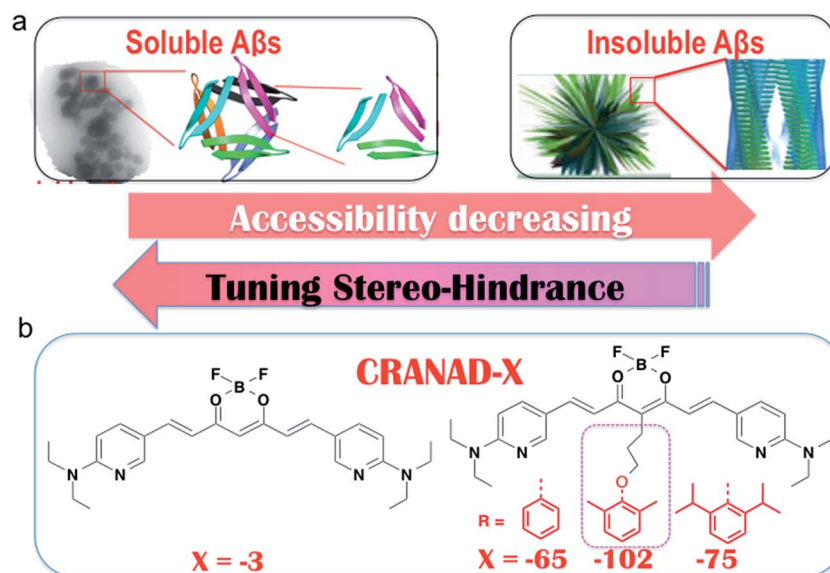 a
Soluble Aβs
Insoluble Aβs
Accessibility decreasing
Tuning Stereo-Hindrance
b
CRANAD-X
F F
B
O O
N N
N N
X = -3
F F
B
O O
N N
N N
O
R =
X = -65 -102 -75